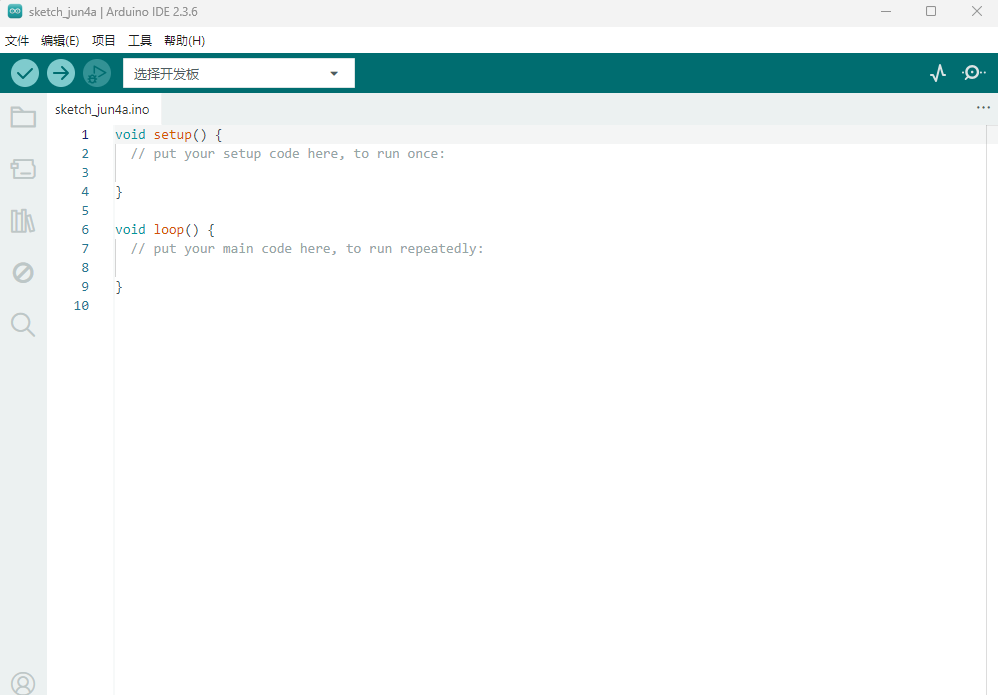 sketch_jun4a | Arduino IDE 2.3.6
文件 编辑(E) 项目 工具 帮助(H)
选择开发板
sketch_jun4a.ino
1 void setup() {
2 // put your setup code here, to run once:
3
4 }
5
6 void loop() {
7 // put your main code here, to run repeatedly:
8
9 }
10